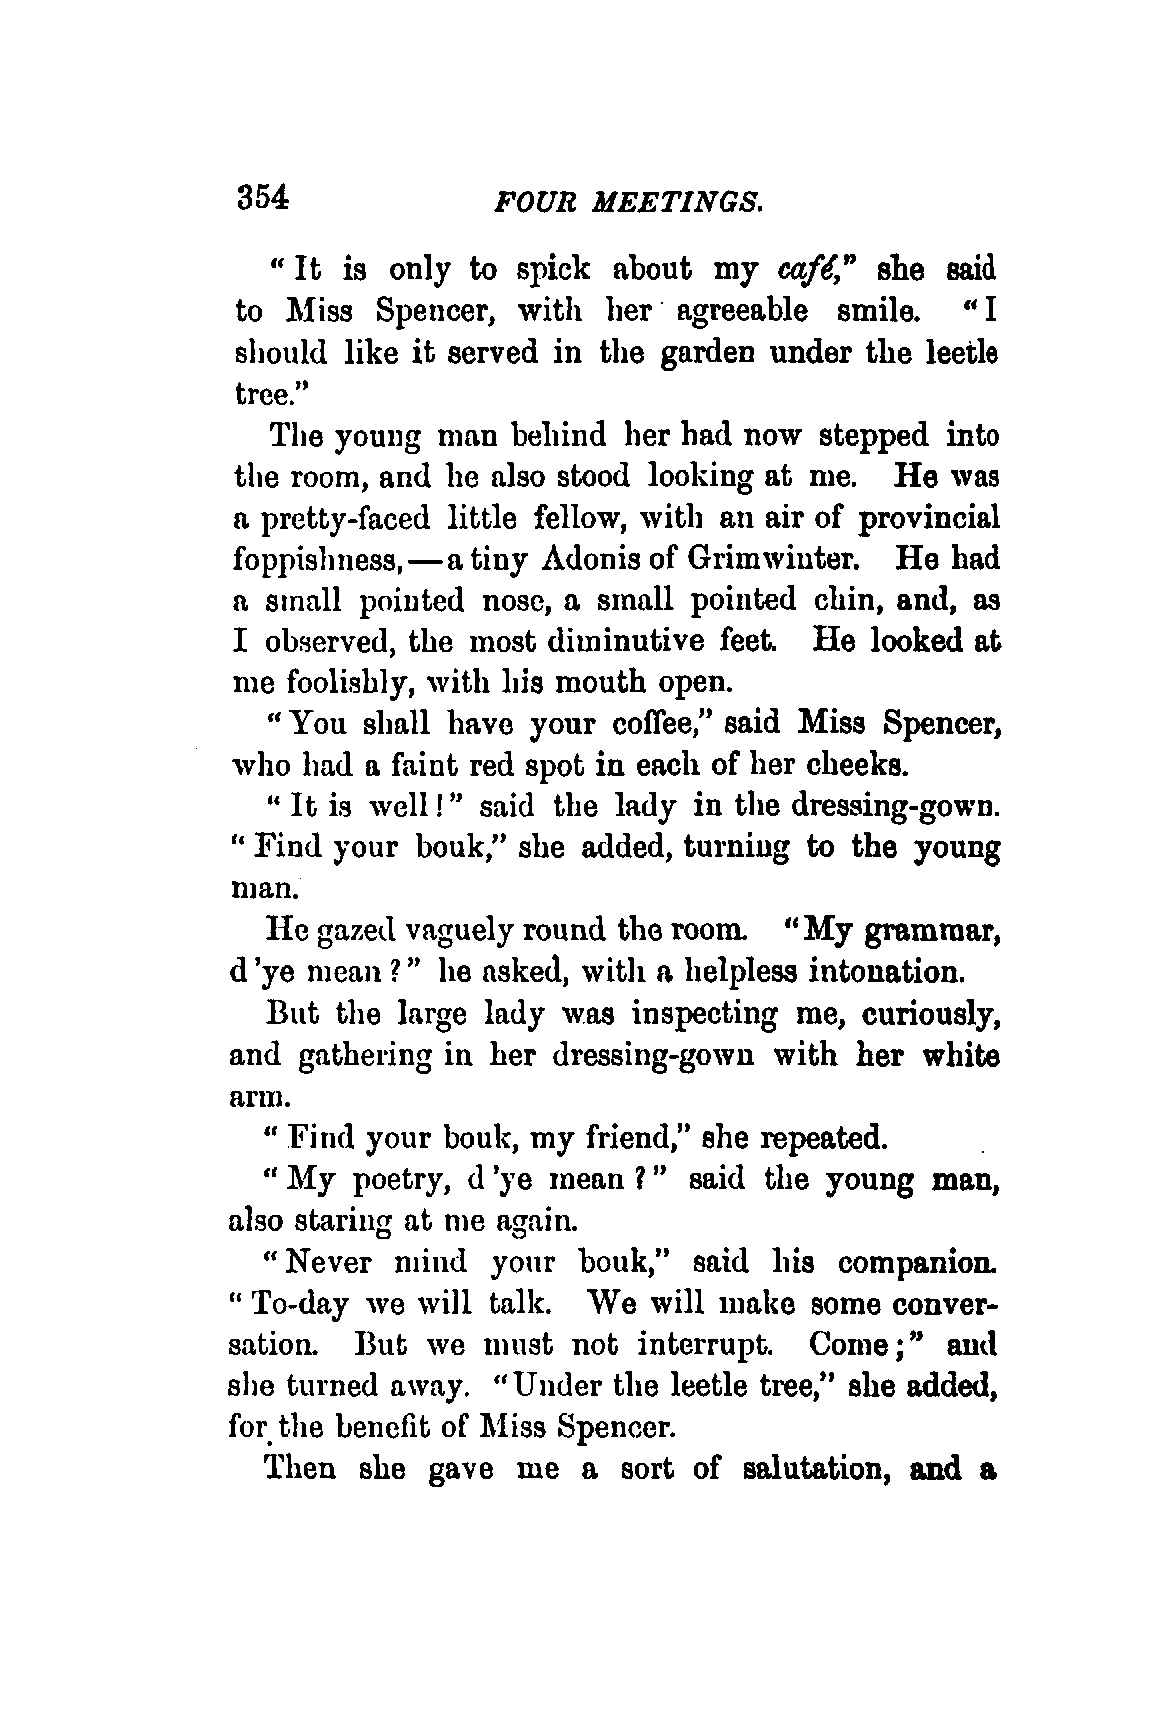 354 FOUR MEETINGS.
“ It is only to spick about my café,” she said
to Miss Spencer, with her agreeable smile. “ I
should like it served in the garden under the leetle
tree.”
The young man behind her had now stepped into
the room, and he also stood looking at me. He was
a pretty-faced little fellow, with an air of provincial
foppishness, — a tiny Adonis of Grimwinter. He had
a small pointed nose, a small pointed chin, and, as
I observed, the most diminutive feet. He looked at
me foolishly, with his mouth open.
“ You shall have your coffee,” said Miss Spencer,
who had a faint red spot in each of her cheeks.
“ It is well ! ” said the lady in the dressing-gown.
“ Find your bouk,” she added, turning to the young
man.
He gazed vaguely round the room. “ My grammar,
d 'ye mean ? ” he asked, with a helpless intonation.
But the large lady was inspecting me, curiously,
and gathering in her dressing-gown with her white
arm.
“ Find your bouk, my friend,” she repeated.
“ My poetry, d 'ye mean ? ” said the young man,
also staring at me again.
“ Never mind your bouk,” said his companion.
“ To-day we will talk. We will make some conver-
sation. But we must not interrupt. Come ; ” and
she turned away. “ Under the leetle tree,” she added,
for the benefit of Miss Spencer.
Then she gave me a sort of salutation, and a